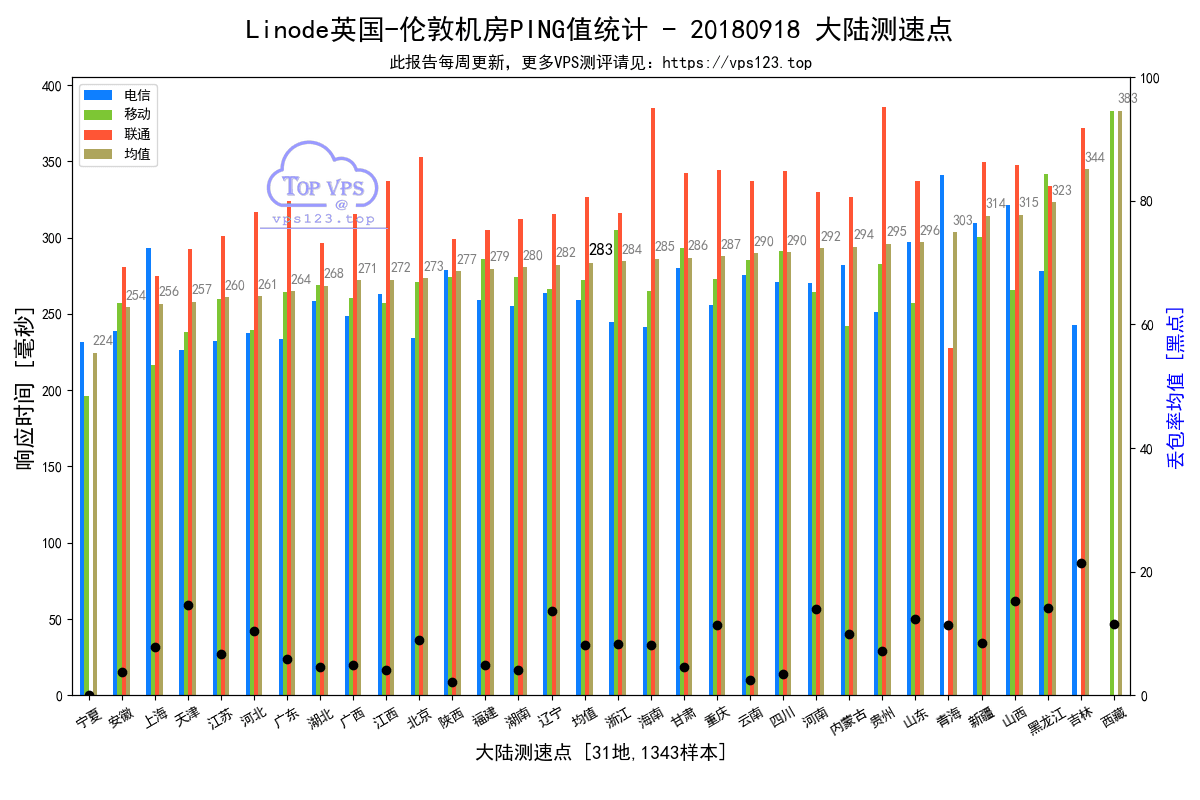 Linode英国-伦敦机房PING值统计 - 20180918 大陆测速点
此报告每周更新，更多VPS测评请见：https://vps123.top
电信
移动
联通
均值
TOP VPS
@
vps123.top
响应时间 [毫秒]
400
350
300
250
200
150
100
50
0
224 254 256 257 260 261 264 268 271 272 273 277 279 280 282 283 284 285 286 287 290 290 292 294 295 296 303 314 315 323 344 383
100
80
60
40
20
0
丢包率均值 [黑点]
宁夏 安徽 上海 天津 江苏 河北 广东 湖北 广西 江西 北京 陕西 福建 湖南 辽宁 均值 浙江 海南 甘肃 重庆 云南 四川 河南 内蒙古 贵州 山东 青海 新疆 山西 黑龙江 吉林 西藏
大陆测速点 [31地,1343样本]